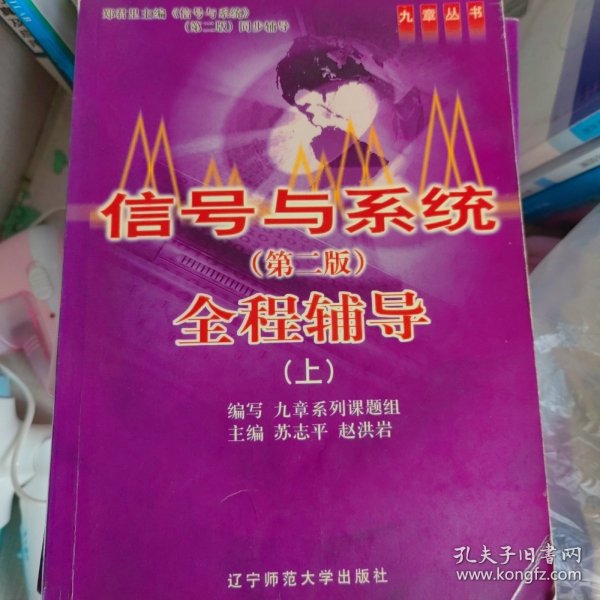 郑君里主编《信号与系统》
（第二版）同步辅导
九章丛书
信号与系统
（第二版）
全程辅导
（上）
编写 九章系列课题组
主编 苏志平 赵洪岩
辽宁师范大学出版社
孔夫子旧书网
www.kongfz.com